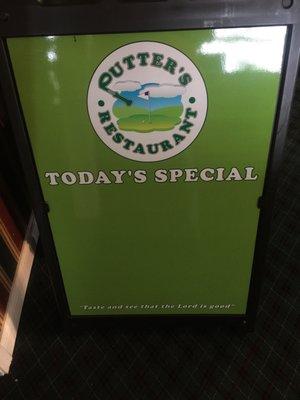 PUTTER'S
RESTAURANT
TODAY'S SPECIAL
"Taste and see that the Lord is good"